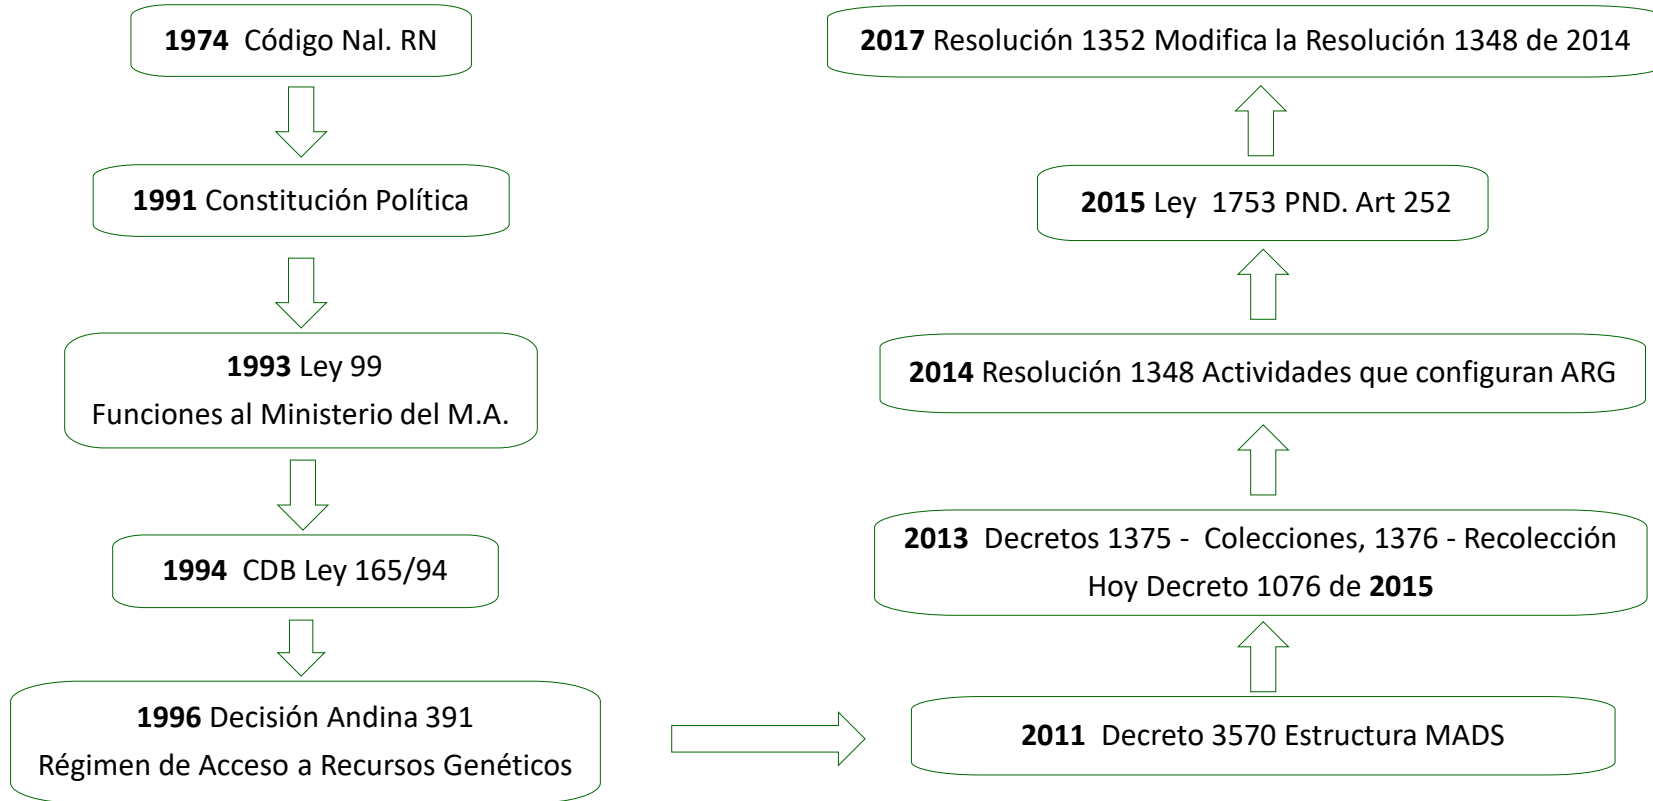 1974 Código Nal. RN
1991 Constitución Política
1993 Ley 99
Funciones al Ministerio del M.A.
1994 CDB Ley 165/94
1996 Decisión Andina 391
Régimen de Acceso a Recursos Genéticos
2011 Decreto 3570 Estructura MADS
2013 Decretos 1375 - Colecciones, 1376 - Recolección
Hoy Decreto 1076 de 2015
2014 Resolución 1348 Actividades que configuran ARG
2015 Ley 1753 PND. Art 252
2017 Resolución 1352 Modifica la Resolución 1348 de 2014